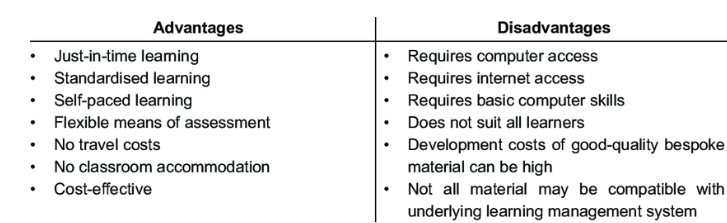 Advantages
Just-in-time learning
Standardised learning
Self-paced learning
Flexible means of assessment
No travel costs
No classroom accommodation
Cost-effective
Disadvantages
Requires computer access
Requires internet access
Requires basic computer skills
Does not suit all learners
Development costs of good-quality bespoke
material can be high
Not all material may be compatible with
underlying learning management system